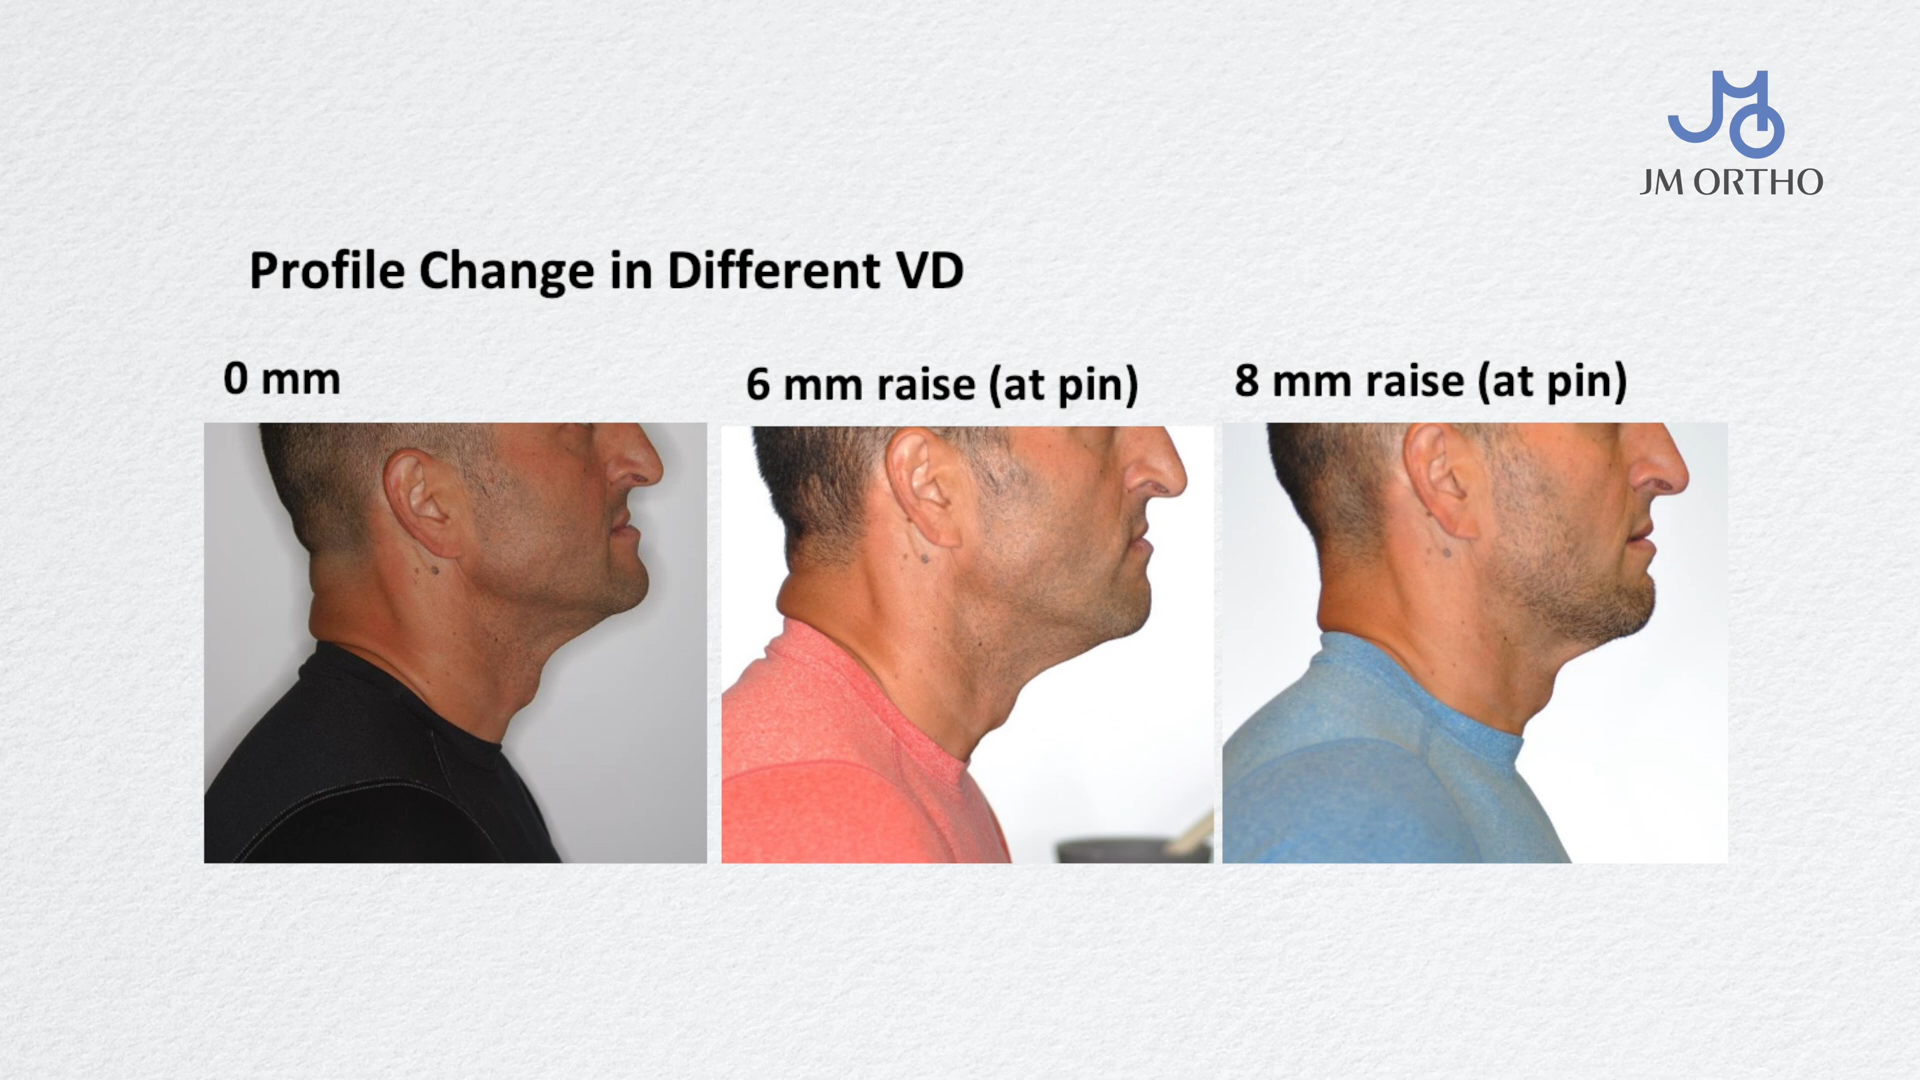 JM ORTHO
Profile Change in Different VD
0 mm
6 mm raise (at pin)
8 mm raise (at pin)